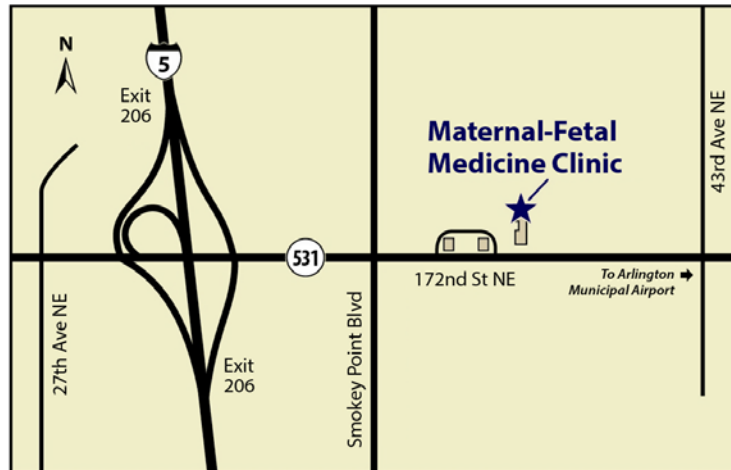 N
5
Exit
206
Maternal-Fetal
Medicine Clinic
43rd Ave NE
531
172nd St NE
To Arlington
Municipal Airport
27th Ave NE
Exit
206
Smokey Point Blvd